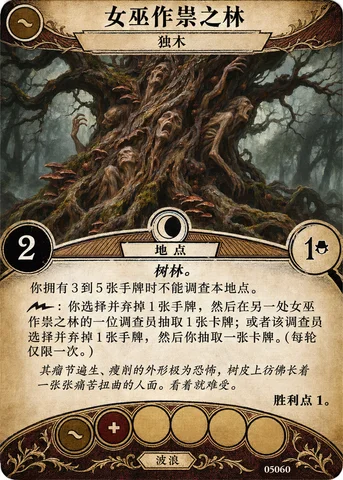 女巫作祟之林
独木
2
地点
1
树林。
你拥有3到5张手牌时不能调查本地点。
：你选择并弃掉1张手牌，然后在另一处女巫
作祟之林的一位调查员抽取1张卡牌；或者该调查员
选择并弃掉1张手牌，然后你抽取一张卡牌。（每轮
仅限一次。）
其瘤节遍生、瘦削的外形极为恐怖，树皮上彷佛长着
一张张痛苦扭曲的人面。看着就难受。
胜利点 1。
波浪
05060